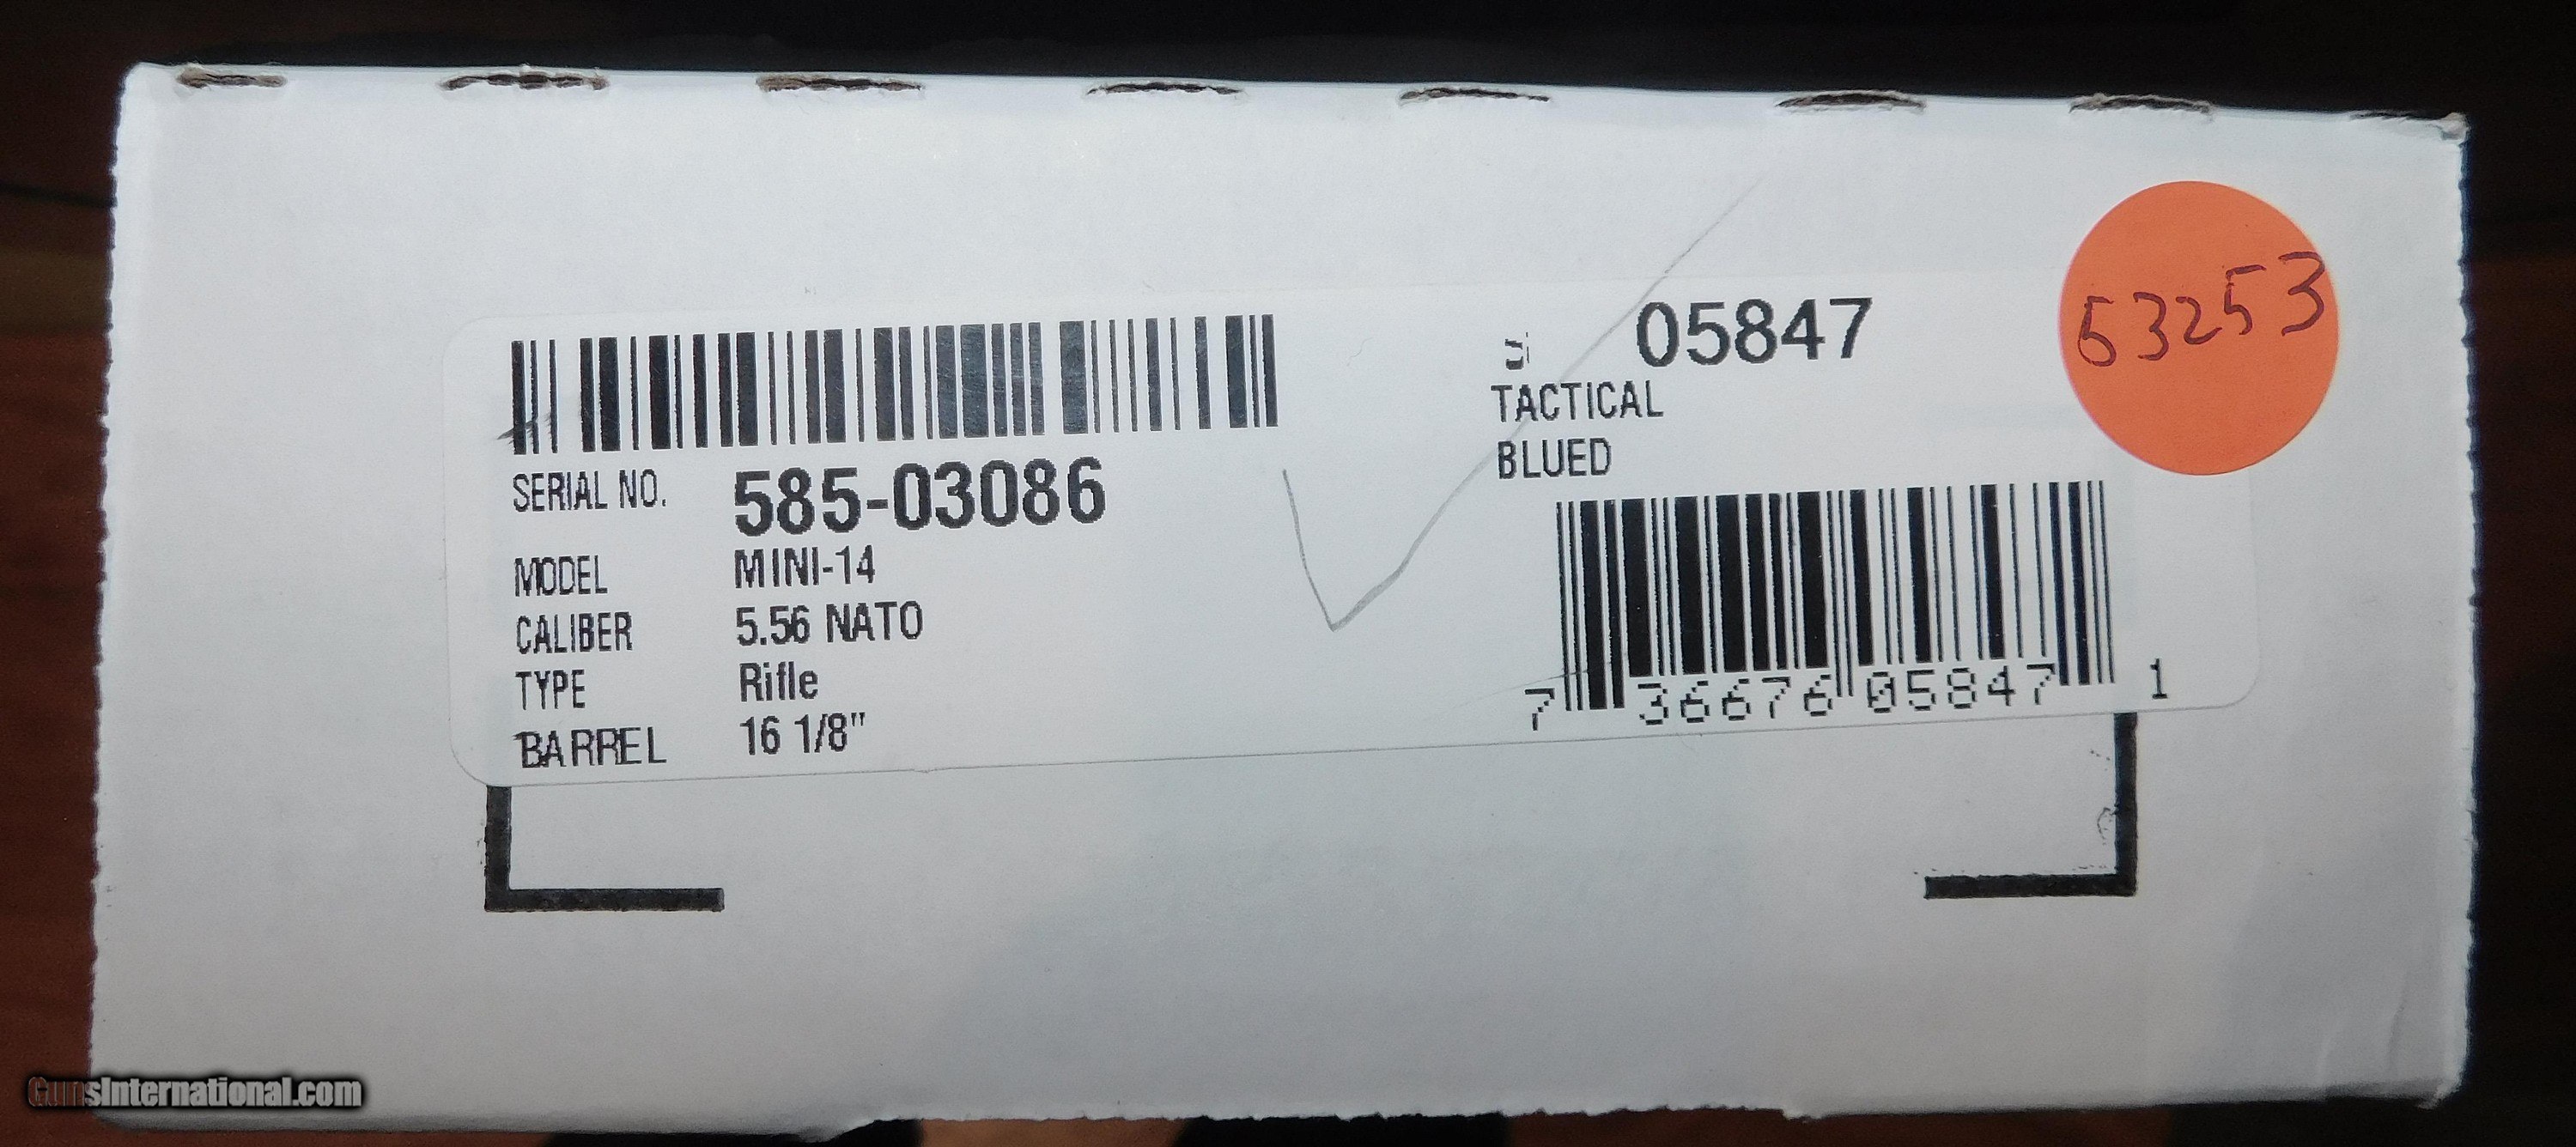 05847
53253
TACTICAL
BLUED
SERIAL NO. 585-03086
MODEL MINI-14
CALIBER 5.56 NATO
TYPE Rifle
BARREL 16 1/8"
7 36676 05847 1
GunsInternational.com